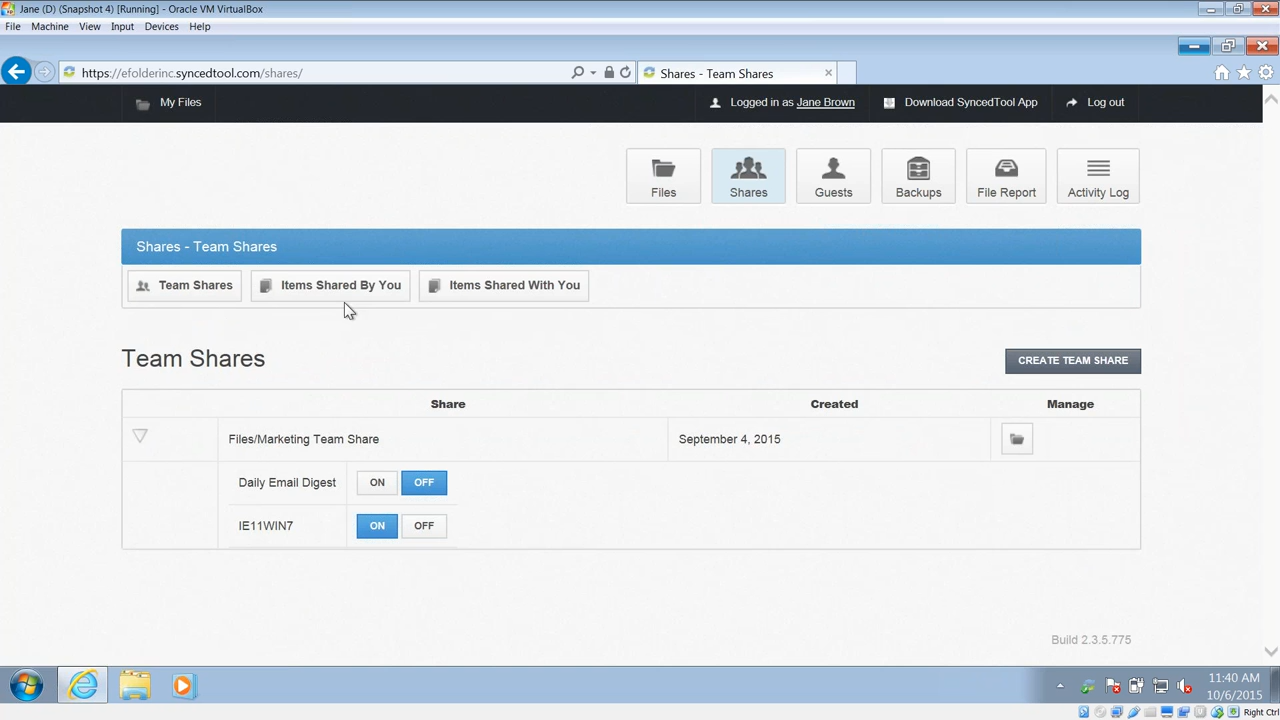 Jane (D) (Snapshot 4) [Running] - Oracle VM VirtualBox
File Machine View Input Devices Help
https://efolderinc.syncedtool.com/shares/
Shares - Team Shares
My Files
Logged in as Jane Brown
Download SyncedTool App
Log out
Files
Shares
Guests
Backups
File Report
Activity Log
Shares - Team Shares
Team Shares
Items Shared By You
Items Shared With You
Team Shares
CREATE TEAM SHARE
Share Created Manage
Files/Marketing Team Share September 4, 2015
Daily Email Digest ON OFF
IE11WIN7 ON OFF
Build 2.3.5.775
11:40 AM
10/6/2015
Right Ctrl